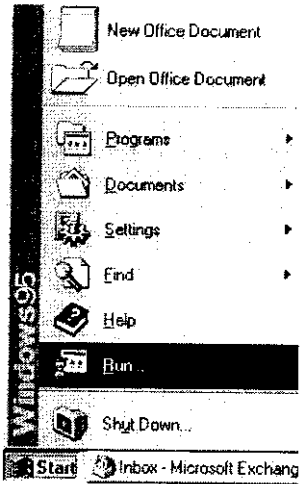 New Office Document
Open Office Document
Programs
Documents
Settings
Find
Help
Run...
Shut Down...
Windows95
Start
Inbox - Microsoft Exchang